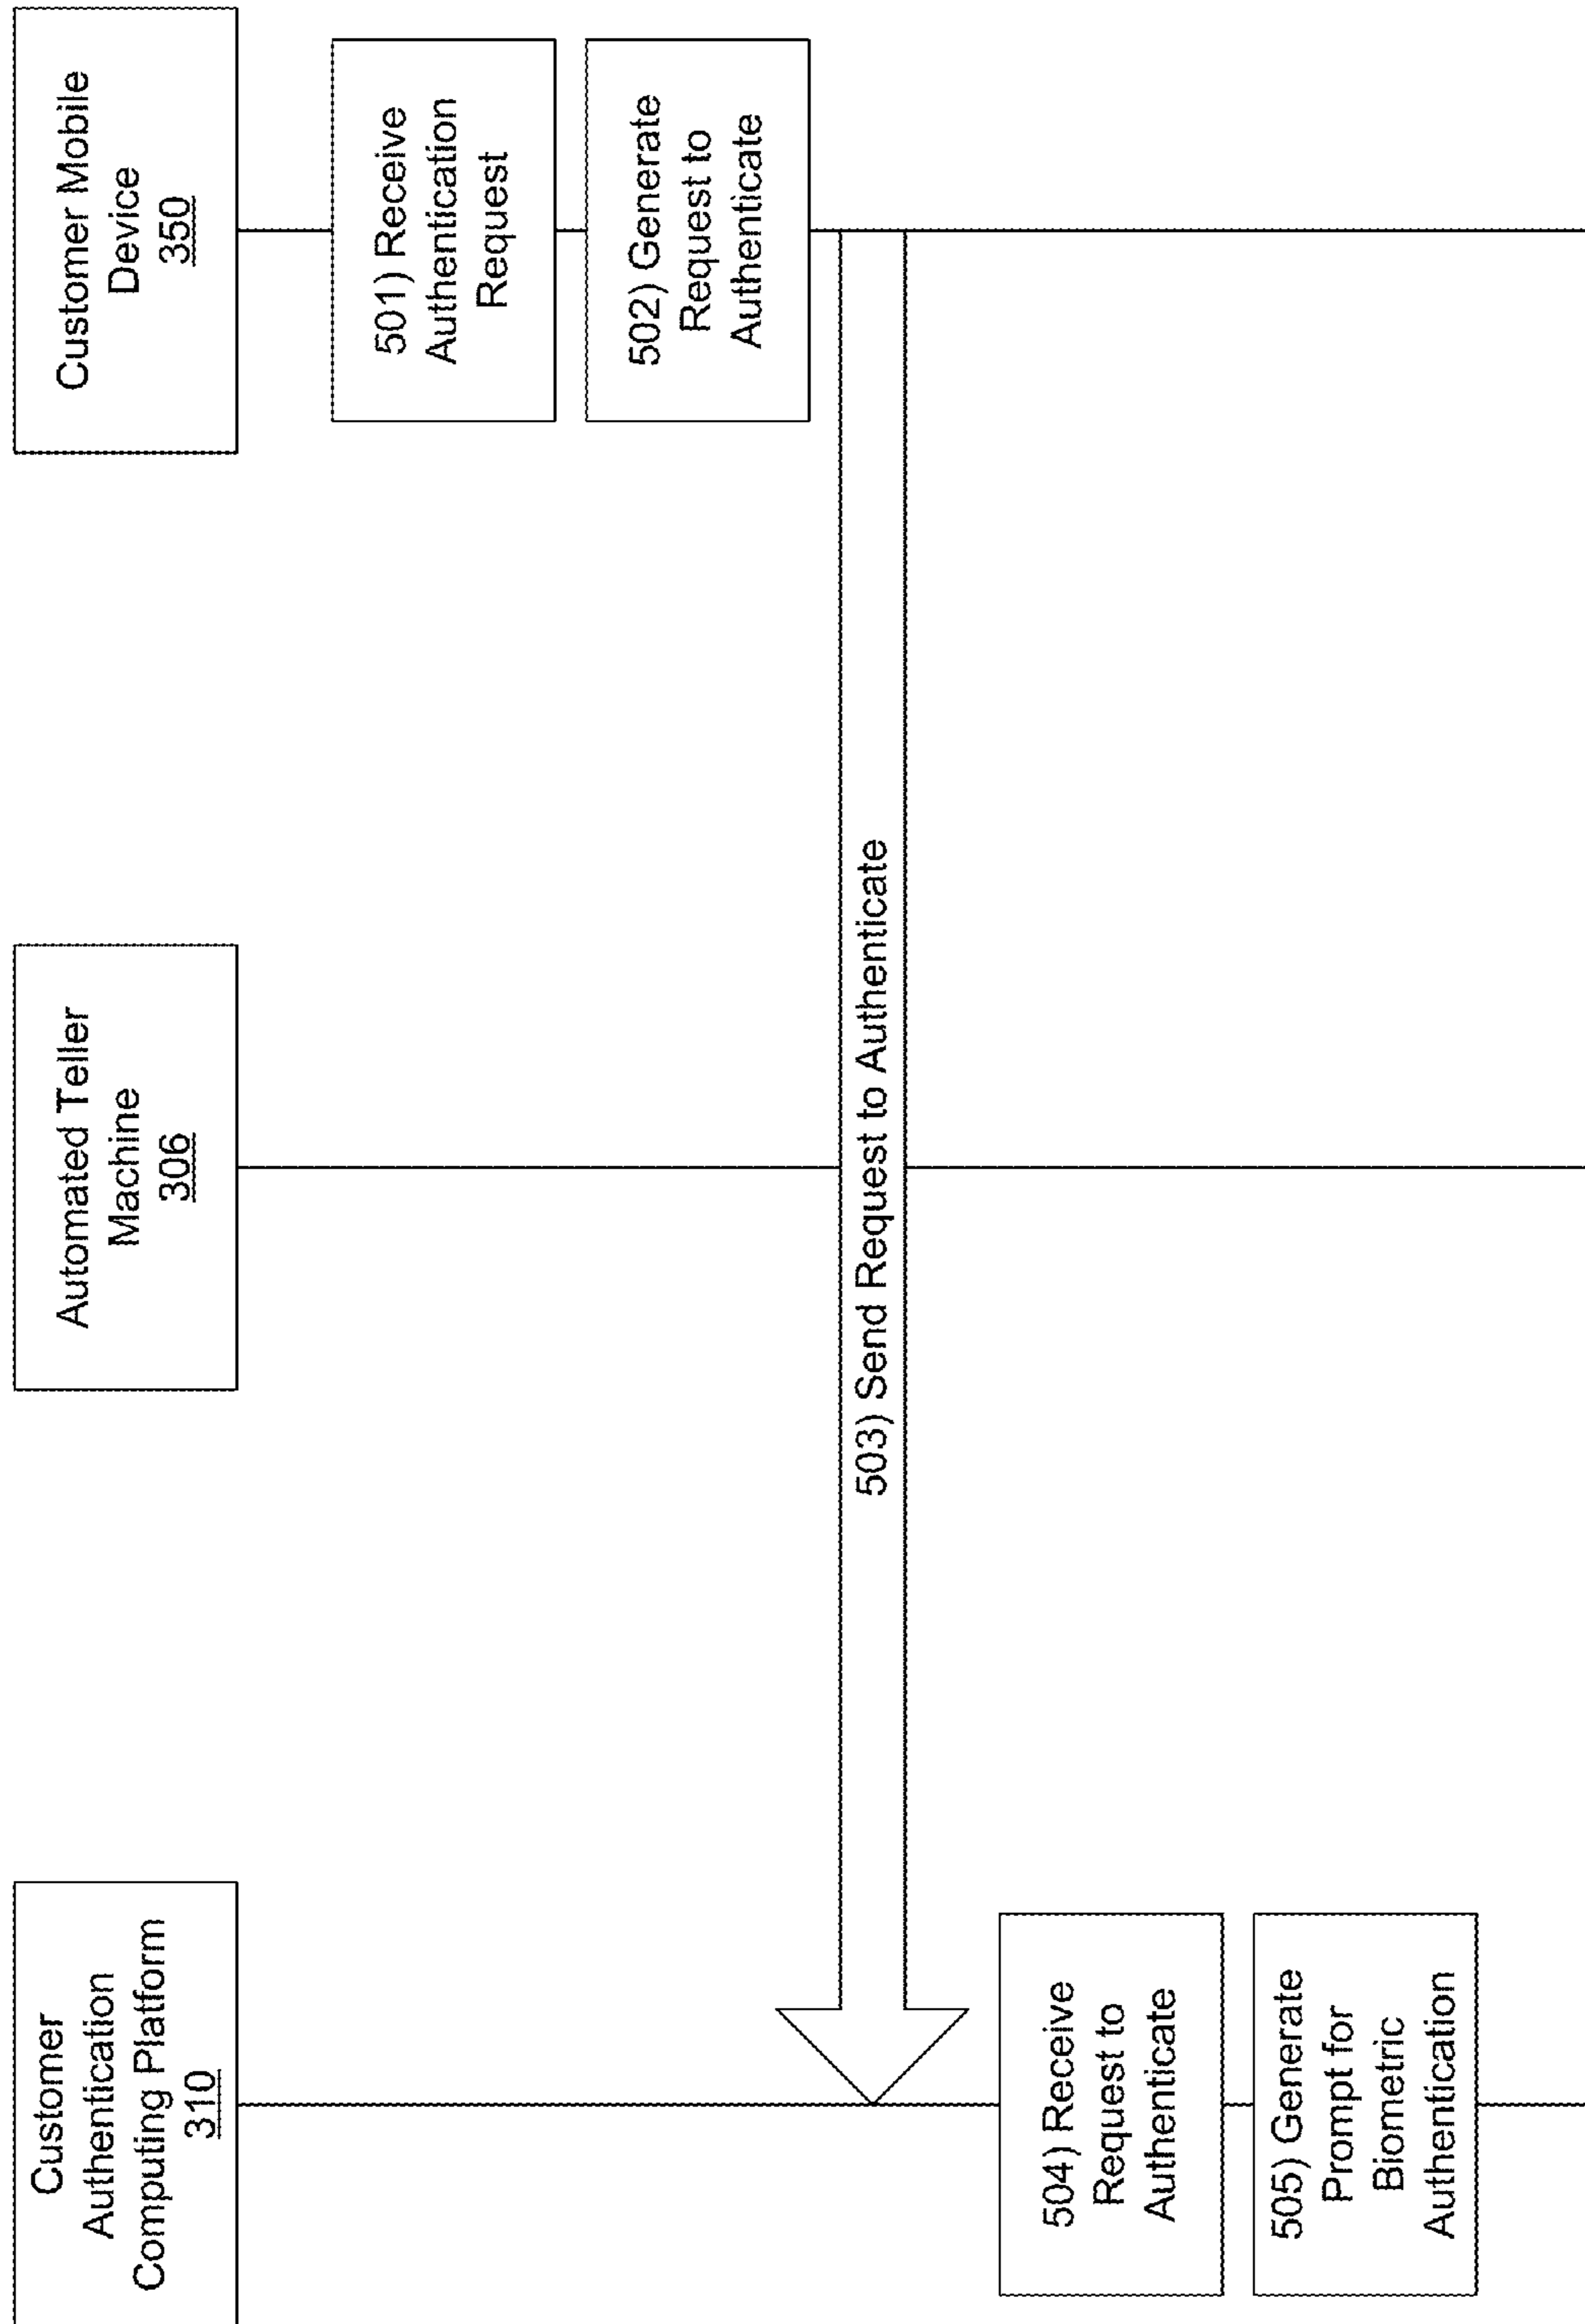 Customer
Authentication
Computing Platform
310
Automated Teller
Machine
306
Customer Mobile
Device
350
501) Receive
Authentication
Request
502) Generate
Request to
Authenticate
503) Send Request to Authenticate
504) Receive
Request to
Authenticate
505) Generate
Prompt for
Biometric
Authentication